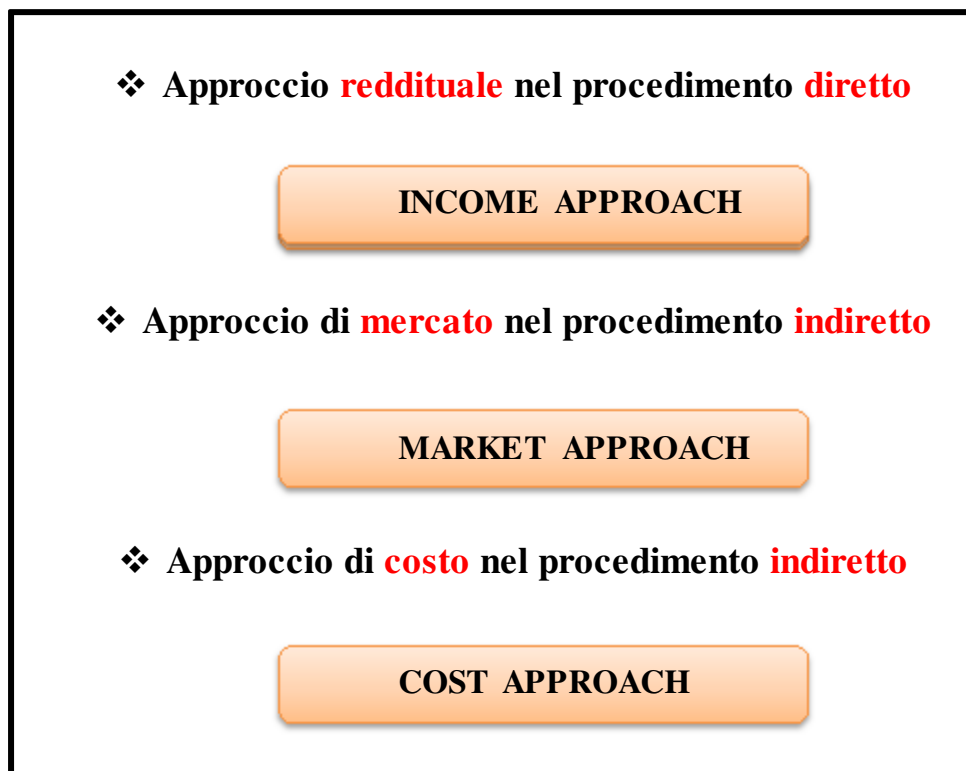 ❖ Approccio reddituale nel procedimento diretto
INCOME APPROACH
❖ Approccio di mercato nel procedimento indiretto
MARKET APPROACH
❖ Approccio di costo nel procedimento indiretto
COST APPROACH